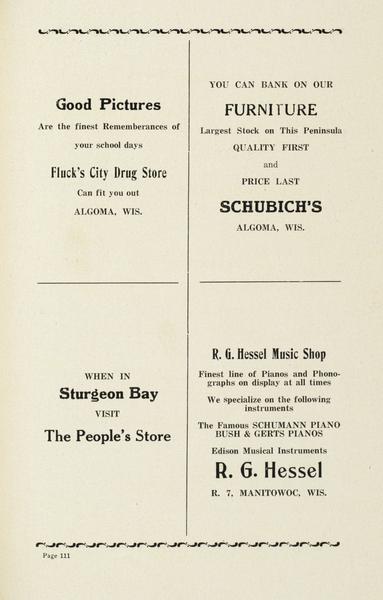 Good Pictures
Are the finest Rememberances of
your school days
Fluck's City Drug Store
Can fit you out
ALGOMA, WIS.
YOU CAN BANK ON OUR
FURNITURE
Largest Stock on This Peninsula
QUALITY FIRST
and
PRICE LAST
SCHUBICH'S
ALGOMA, WIS.
WHEN IN
Sturgeon Bay
VISIT
The People's Store
R. G. Hessel Music Shop
Finest line of Pianos and Phono-
graphs on display at all times
We specialize on the following
instruments
The Famous SCHUMANN PIANO
BUSH & GERTS PIANOS
Edison Musical Instruments
R. G. Hessel
R. 7, MANITOWOC, WIS.
Page 111